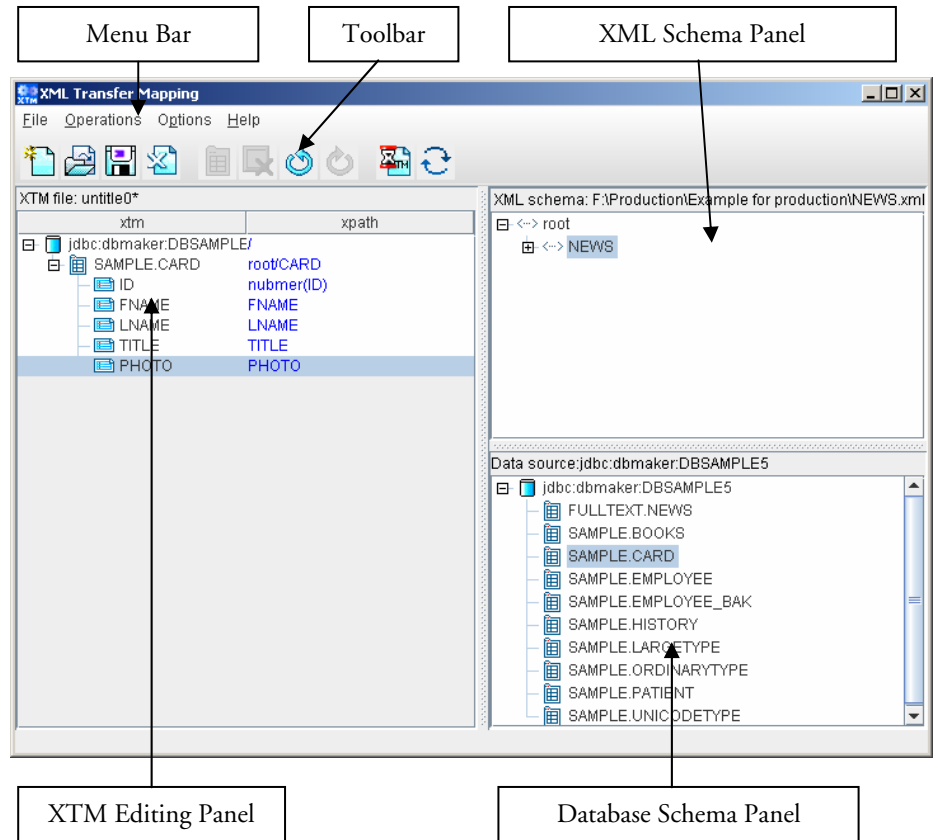 Menu Bar
Toolbar
XML Schema Panel
XTM
XML Transfer Mapping
File Operations Options Help
XTM file: untitle0*
xtm xpath
jdbc:dbmaker:DBSAMPLE/
SAMPLE.CARD root/CARD
ID nubmer(ID)
FNAME FNAME
LNAME LNAME
TITLE TITLE
PHOTO PHOTO
XML schema: F:\Production\Example for production\NEWS.xml
root
NEWS
Data source:jdbc:dbmaker:DBSAMPLE5
jdbc:dbmaker:DBSAMPLE5
FULLTEXT.NEWS
SAMPLE.BOOKS
SAMPLE.CARD
SAMPLE.EMPLOYEE
SAMPLE.EMPLOYEE_BAK
SAMPLE.HISTORY
SAMPLE.LARGETYPE
SAMPLE.ORDINARYTYPE
SAMPLE.PATIENT
SAMPLE.UNICODETYPE
XTM Editing Panel
Database Schema Panel